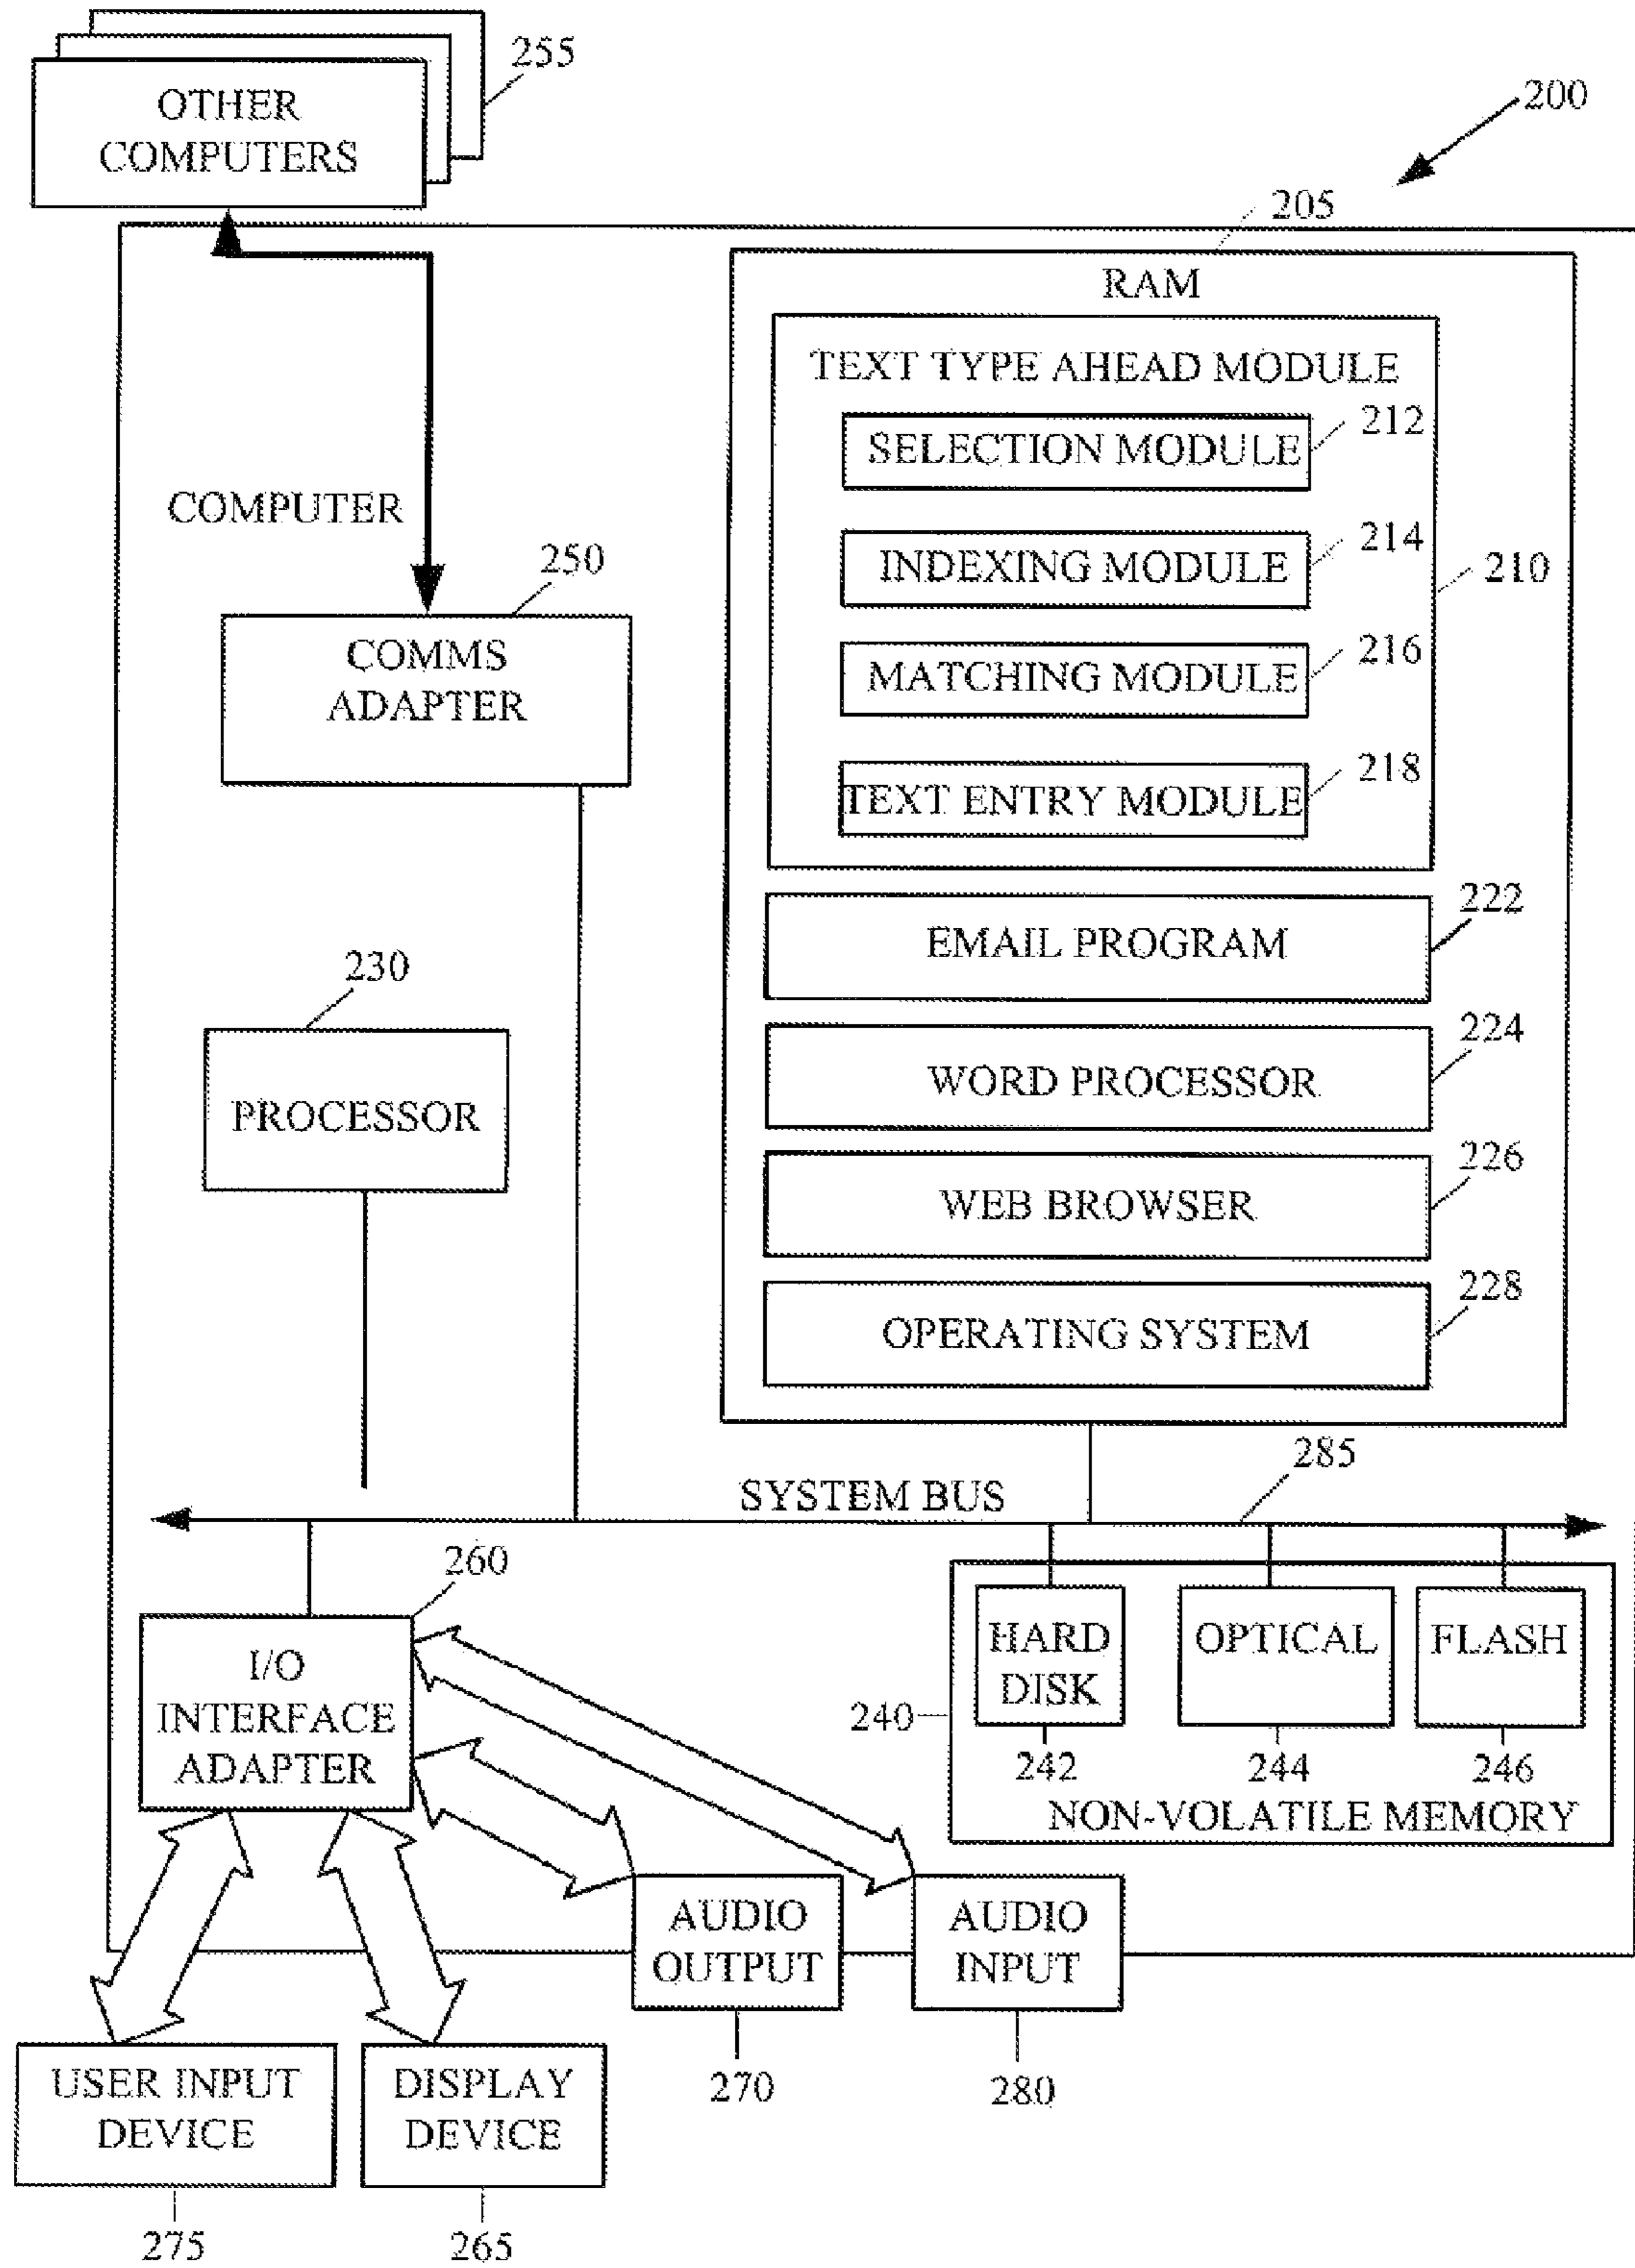 255
OTHER
COMPUTERS
200
205
RAM
TEXT TYPE AHEAD MODULE
212
SELECTION MODULE
214
INDEXING MODULE
210
216
MATCHING MODULE
218
TEXT ENTRY MODULE
COMPUTER
250
COMMS
ADAPTER
222
EMAIL PROGRAM
230
PROCESSOR
224
WORD PROCESSOR
226
WEB BROWSER
228
OPERATING SYSTEM
285
SYSTEM BUS
260
I/O
INTERFACE
ADAPTER
HARD
DISK
OPTICAL
FLASH
240
242
244
246
NON-VOLATILE MEMORY
AUDIO
OUTPUT
AUDIO
INPUT
270
280
USER INPUT
DEVICE
DISPLAY
DEVICE
275
265